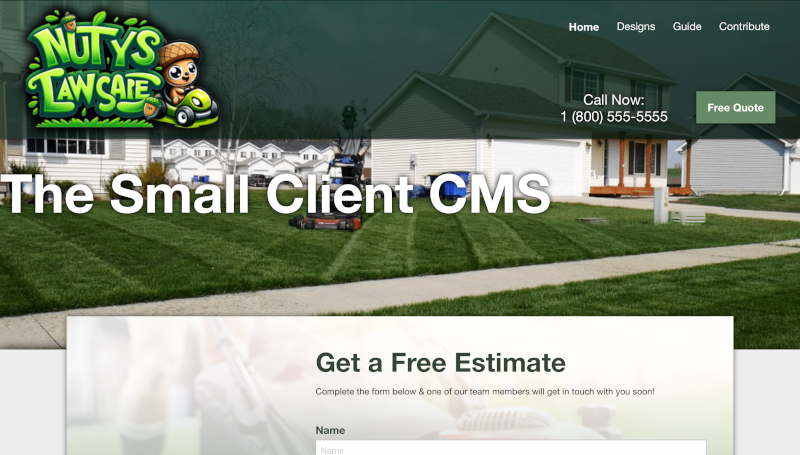 NUTYS
LAWSARE
Home Designs Guide Contribute
Call Now:
1 (800) 555-5555
Free Quote
The Small Client CMS
Get a Free Estimate
Complete the form below & one of our team members will get in touch with you soon!
Name
Name